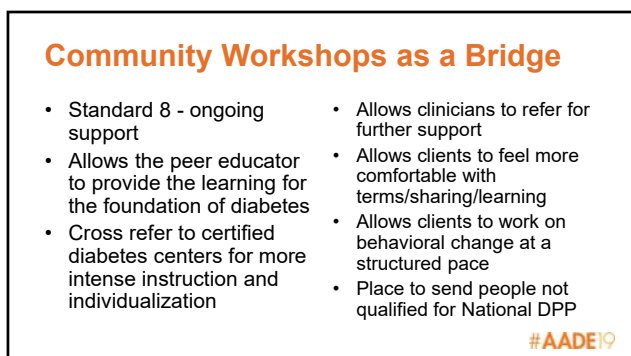 Community Workshops as a Bridge
• Standard 8 - ongoing
support
• Allows the peer educator
to provide the learning for
the foundation of diabetes
• Cross refer to certified
diabetes centers for more
intense instruction and
individualization
• Allows clinicians to refer for
further support
• Allows clients to feel more
comfortable with
terms/sharing/learning
• Allows clients to work on
behavioral change at a
structured pace
• Place to send people not
qualified for National DPP
#AADE19